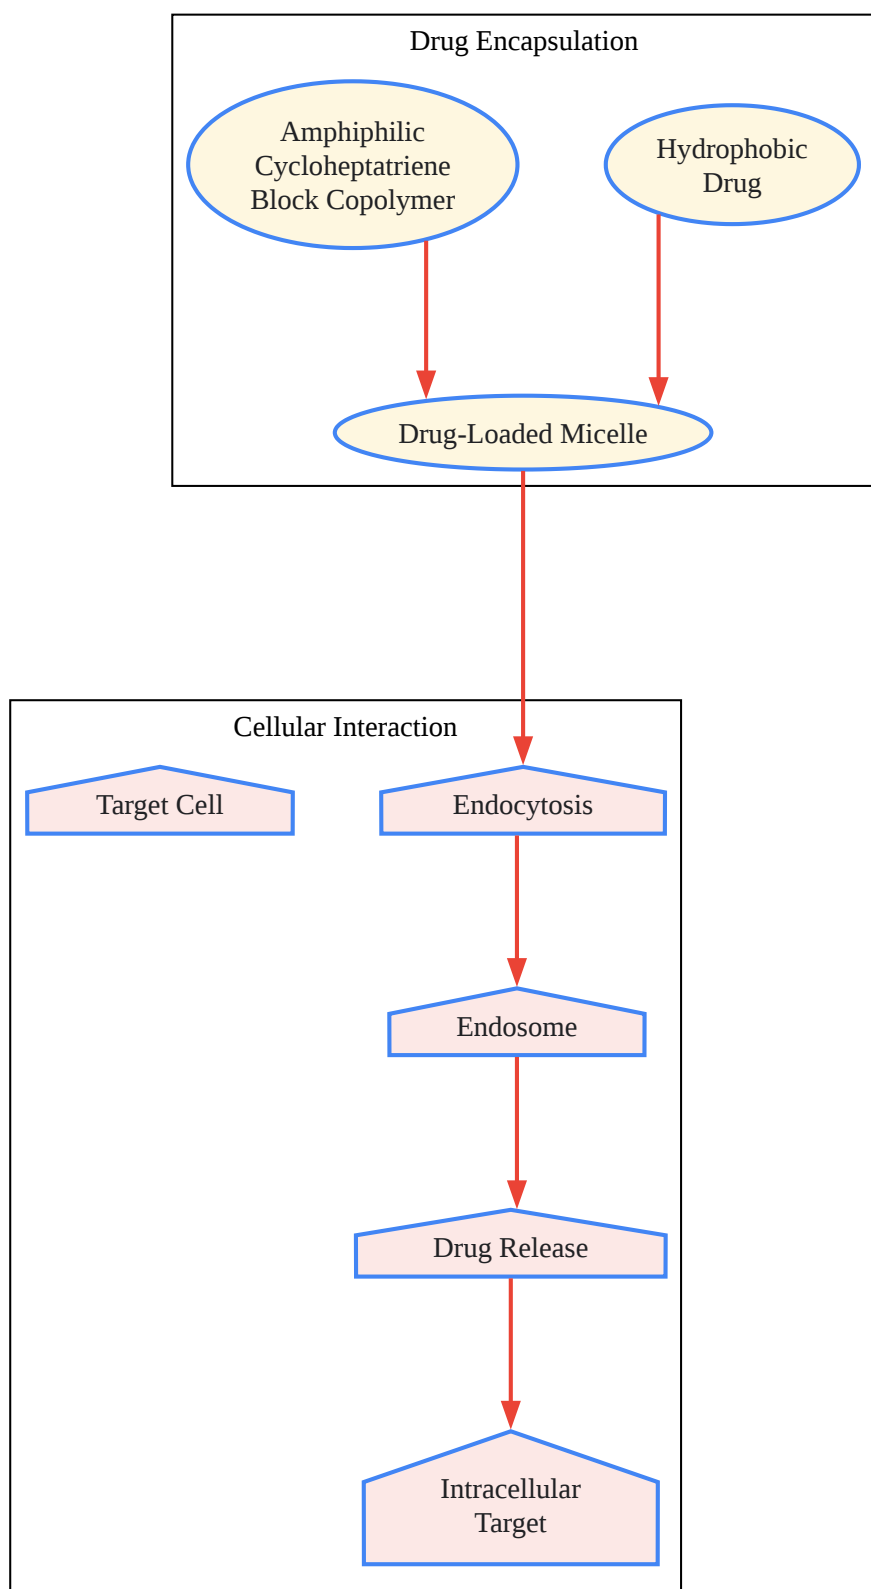 Drug Encapsulation
Amphiphilic
Cycloheptatriene
Block Copolymer
Hydrophobic
Drug
Drug-Loaded Micelle
Cellular Interaction
Target Cell
Endocytosis
Endosome
Drug Release
Intracellular
Target